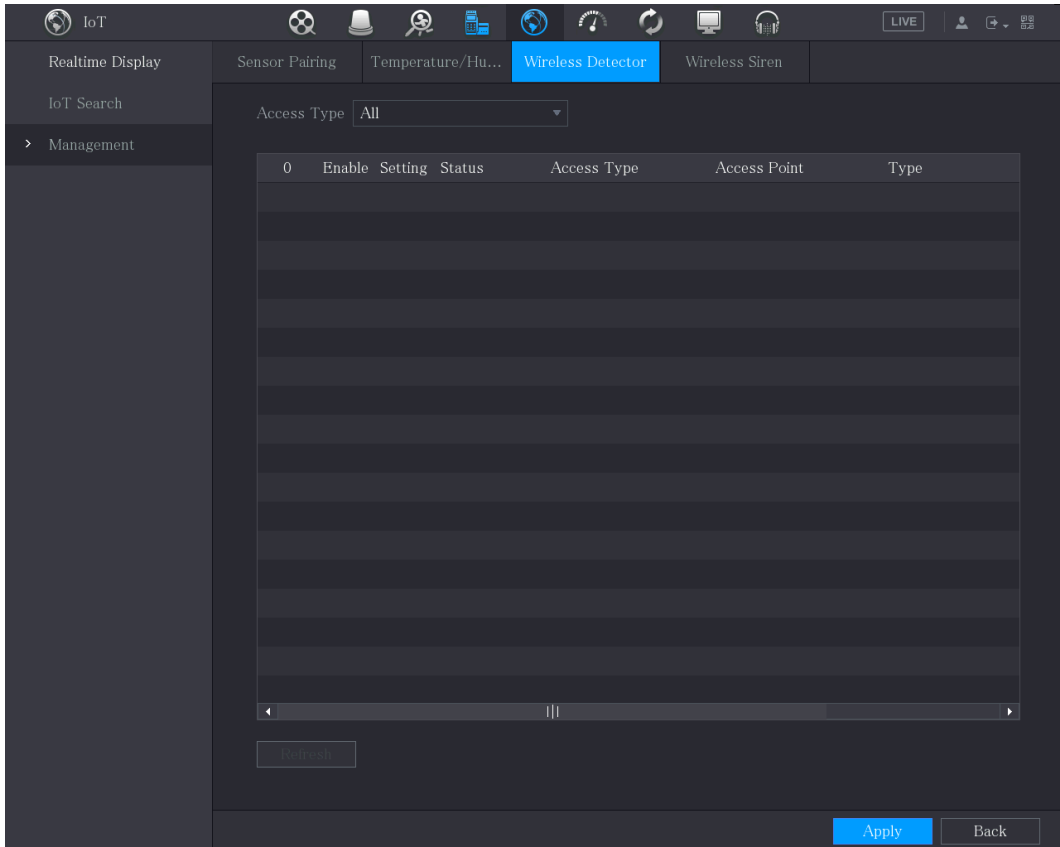 IoT
LIVE
Realtime Display
IoT Search
Management
Sensor Pairing
Temperature/Hu...
Wireless Detector
Wireless Siren
Access Type All
0 Enable Setting Status Access Type Access Point Type
Refresh
Apply
Back